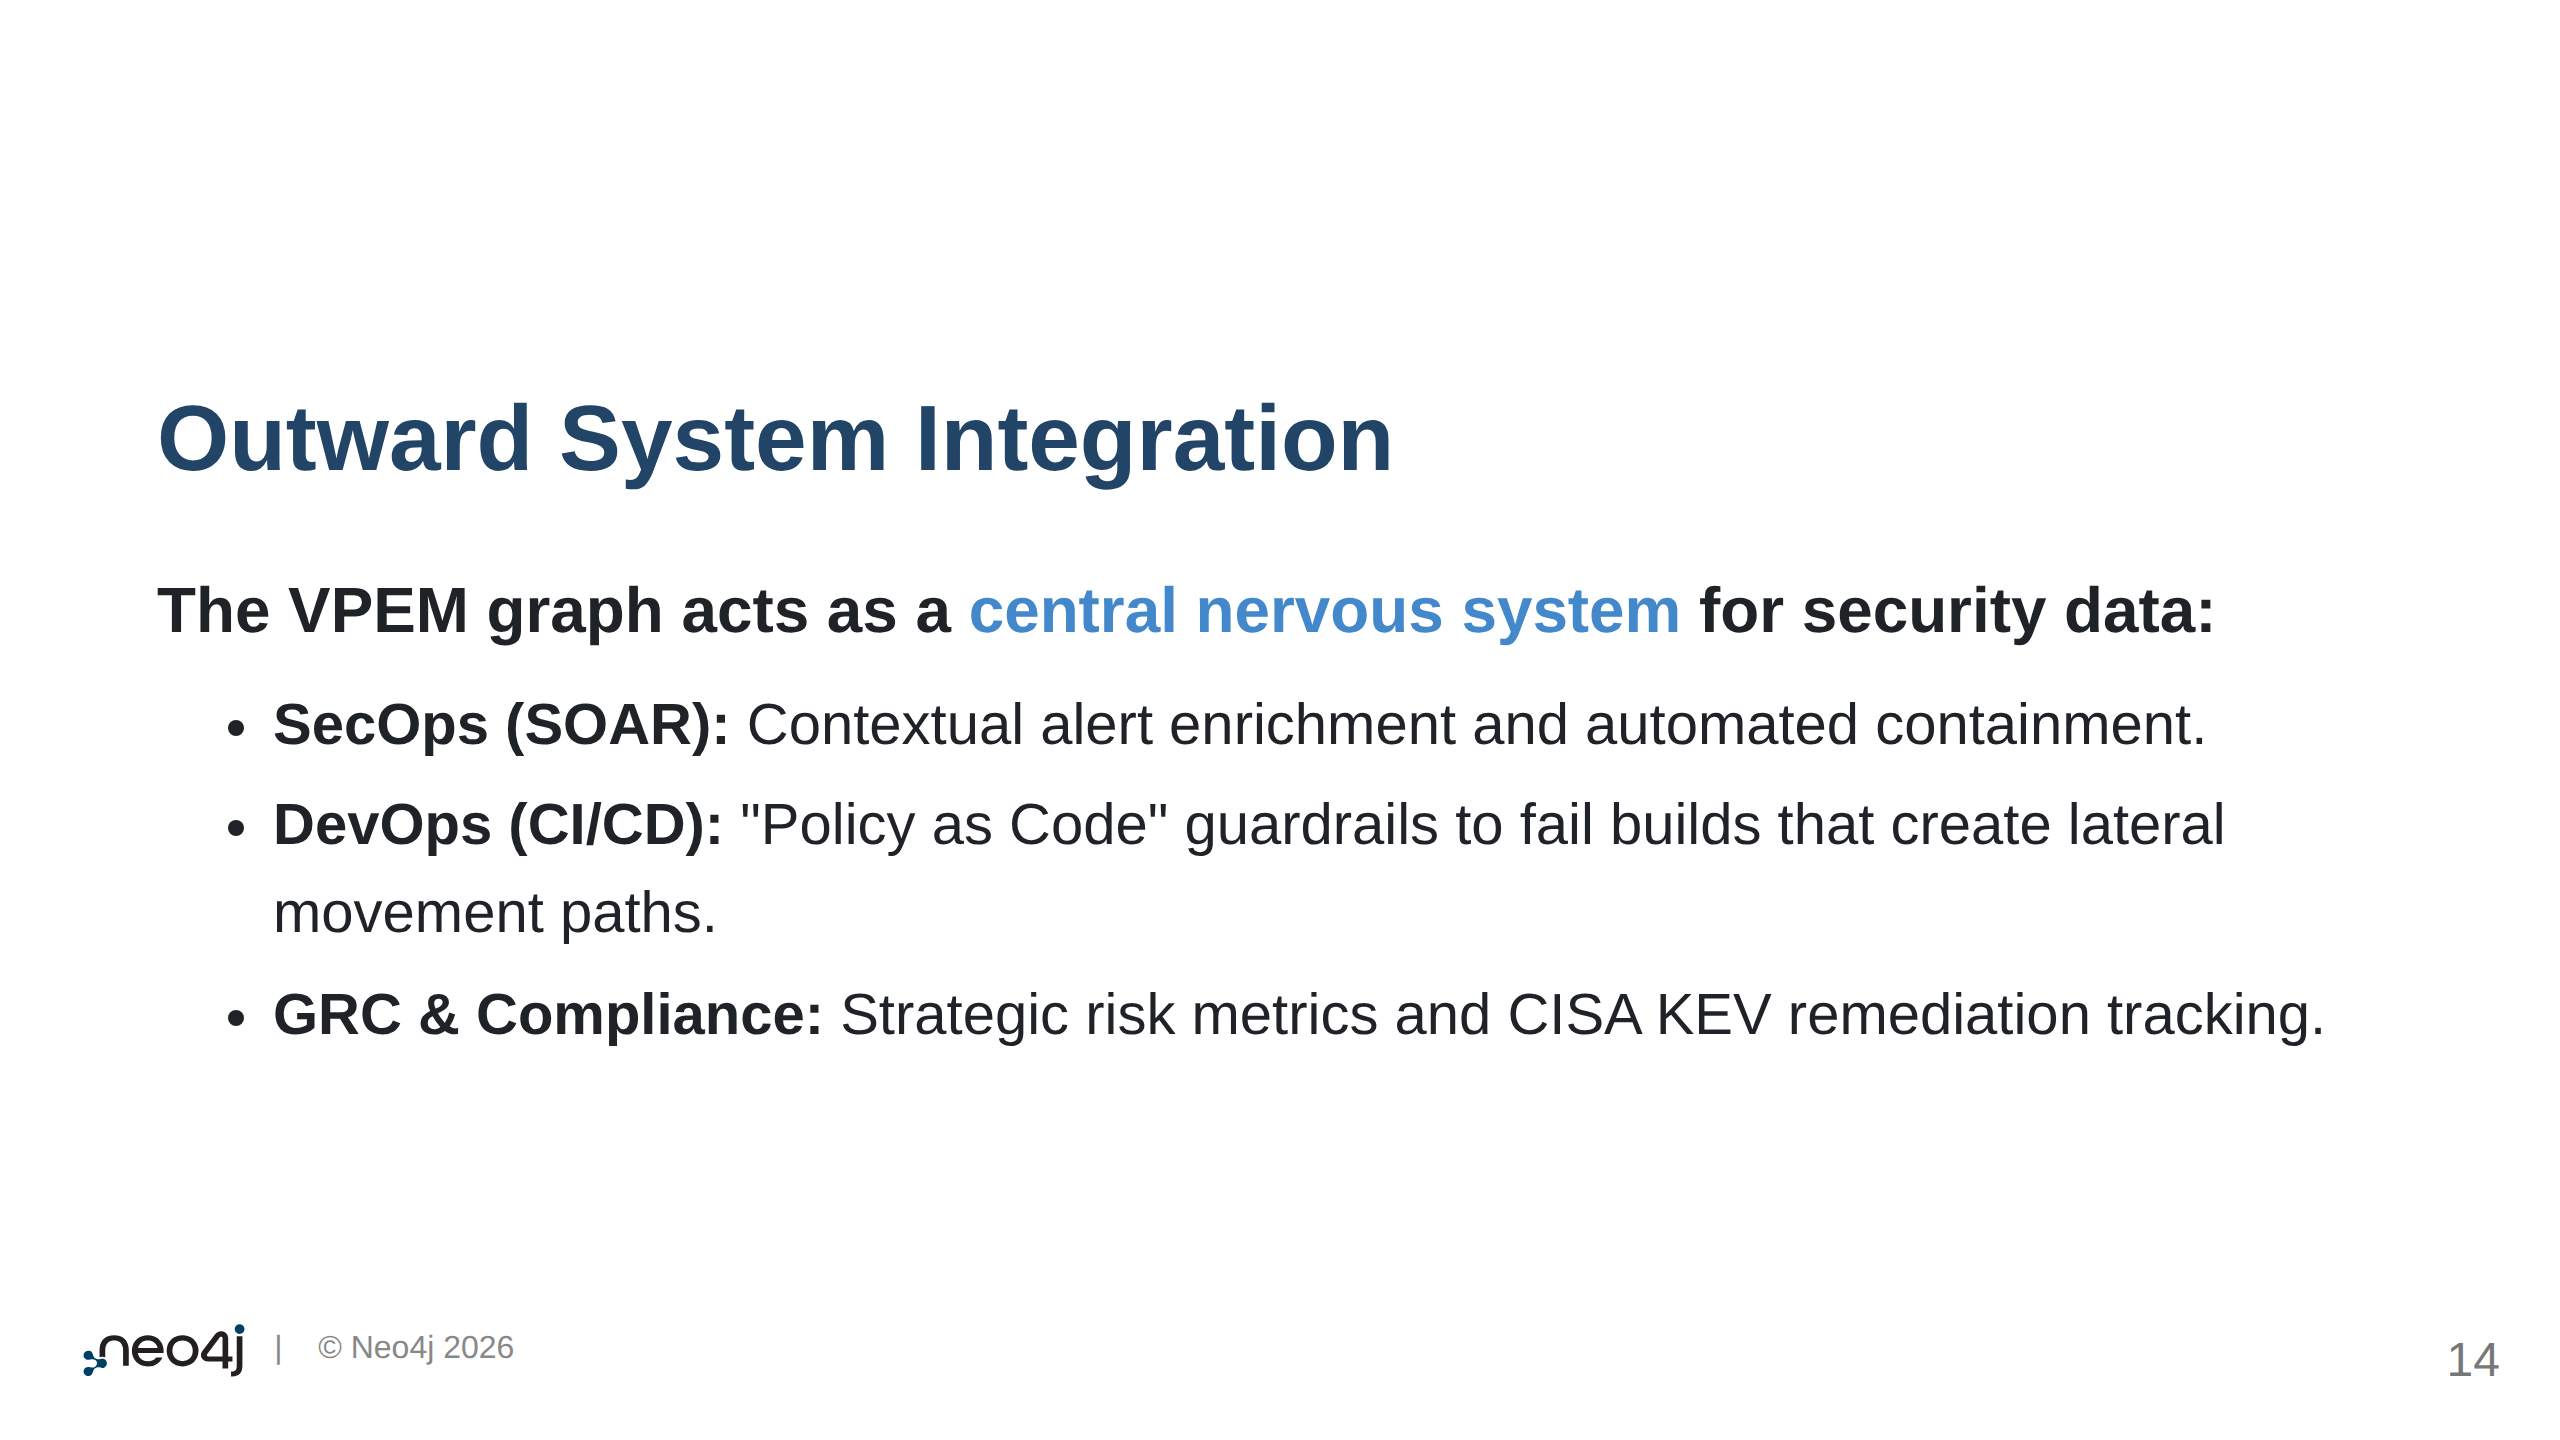 Outward System Integration
The VPEM graph acts as a central nervous system for security data:
• SecOps (SOAR): Contextual alert enrichment and automated containment.
• DevOps (CI/CD): "Policy as Code" guardrails to fail builds that create lateral
movement paths.
• GRC & Compliance: Strategic risk metrics and CISA KEV remediation tracking.
neo4j | © Neo4j 2026
14